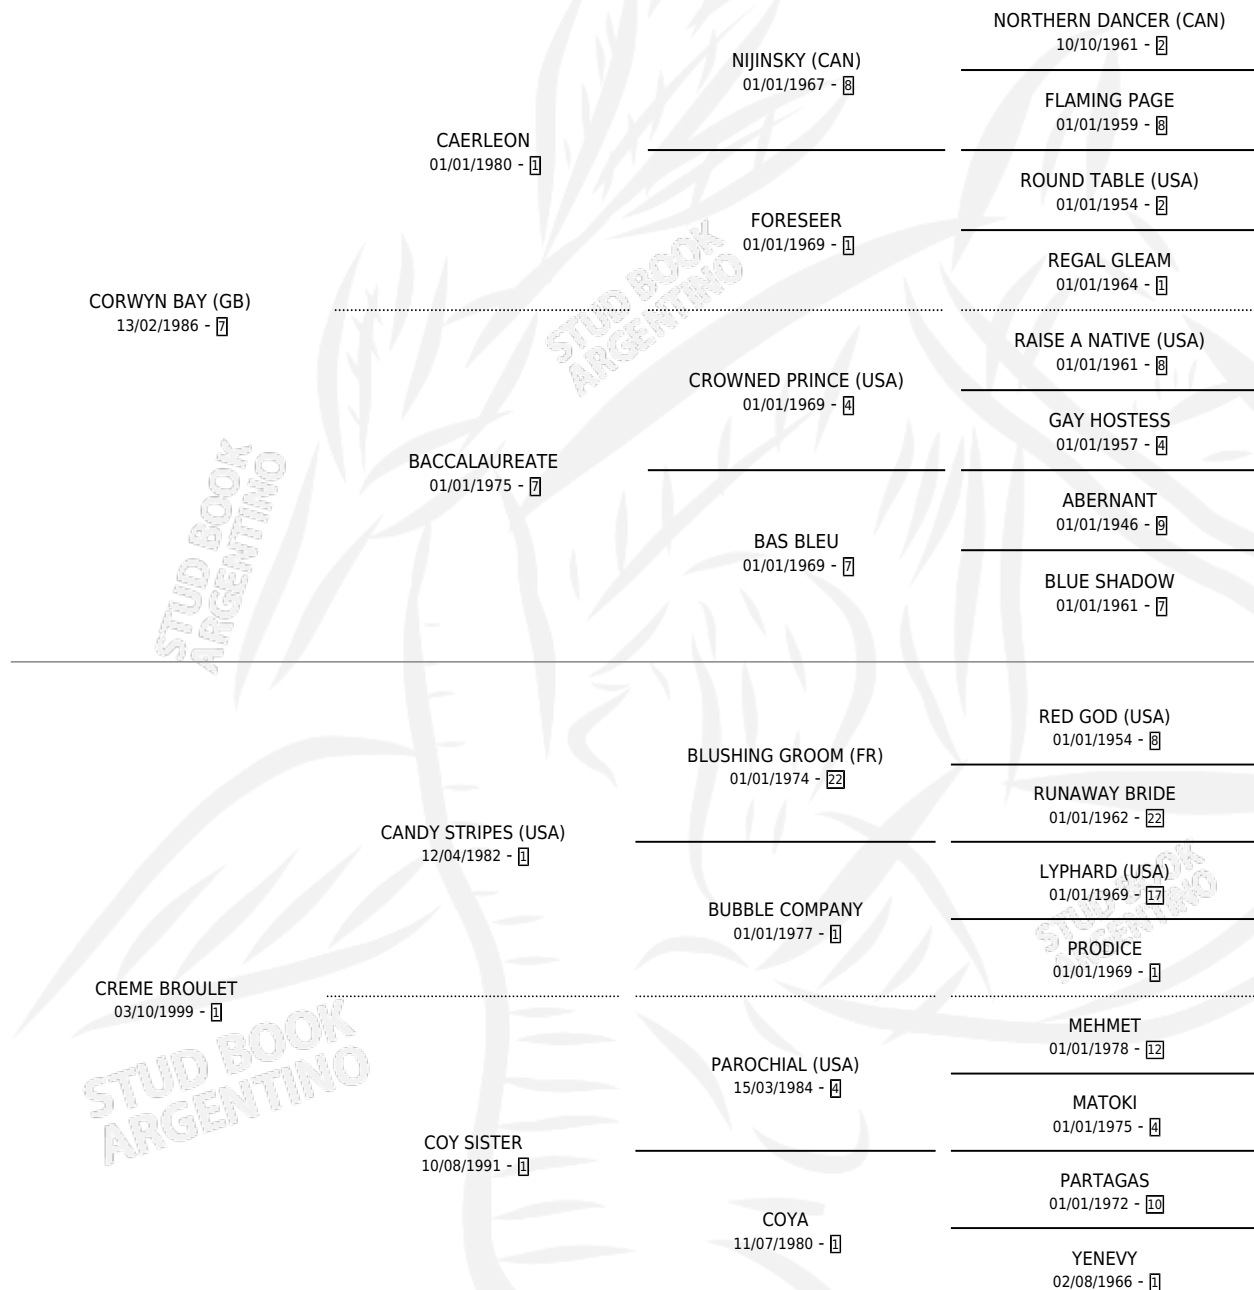 NORTHERN DANCER (CAN)
10/10/1961 - 2
NIJINSKY (CAN)
01/01/1967 - 8
FLAMING PAGE
01/01/1959 - 8
CAERLEON
01/01/1980 - 1
ROUND TABLE (USA)
01/01/1954 - 2
FORESEER
01/01/1969 - 1
REGAL GLEAM
01/01/1964 - 1
CORWYN BAY (GB)
13/02/1986 - 7
STUD BOOK
ARGENTINO
RAISE A NATIVE (USA)
01/01/1961 - 8
CROWNED PRINCE (USA)
01/01/1969 - 4
GAY HOSTESS
01/01/1957 - 4
BACCALAUREATE
01/01/1975 - 7
ABERNANT
01/01/1946 - 9
BAS BLEU
01/01/1969 - 7
BLUE SHADOW
01/01/1961 - 7
STUD BOOK
ARGENTINO
RED GOD (USA)
01/01/1954 - 8
BLUSHING GROOM (FR)
01/01/1974 - 22
RUNAWAY BRIDE
01/01/1962 - 22
CANDY STRIPES (USA)
12/04/1982 - 1
LYPHARD (USA)
01/01/1969 - 17
BUBBLE COMPANY
01/01/1977 - 1
STUD BOOK
ARGENTINO
PRODICE
01/01/1969 - 1
CREME BROULET
03/10/1999 - 1
MEHMET
01/01/1978 - 12
PAROCHIAL (USA)
15/03/1984 - 4
MATOKI
01/01/1975 - 4
STUD BOOK
ARGENTINO
COY SISTER
10/08/1991 - 1
PARTAGAS
01/01/1972 - 10
COYA
11/07/1980 - 1
YENEVY
02/08/1966 - 1